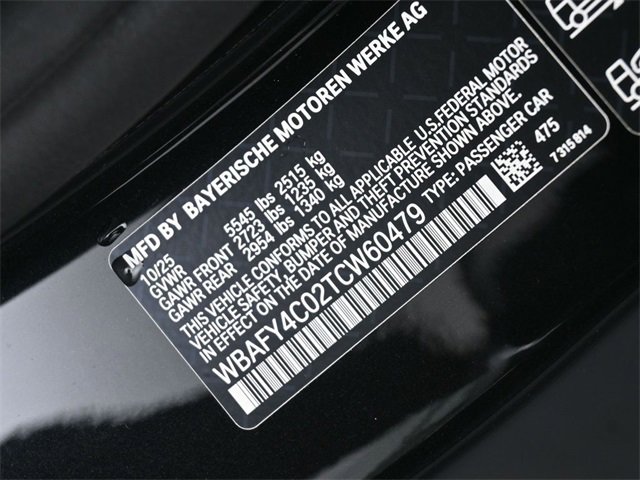 MFD BY BAYERISCHE MOTOREN WERKE AG
10/25
GVWR 5545 lbs 2515 kg
GAWR FRONT 2723 lbs 1235 kg
GAWR REAR 2954 lbs 1340 kg
THIS VEHICLE CONFORMS TO ALL APPLICABLE U.S.FEDERAL MOTOR
VEHICLE SAFETY, BUMPER AND THEFT PREVENTION STANDARDS
IN EFFECT ON THE DATE OF MANUFACTURE SHOWN ABOVE.
WBAFY4C02TCW60479 TYPE: PASSENGER CAR
475
7315814